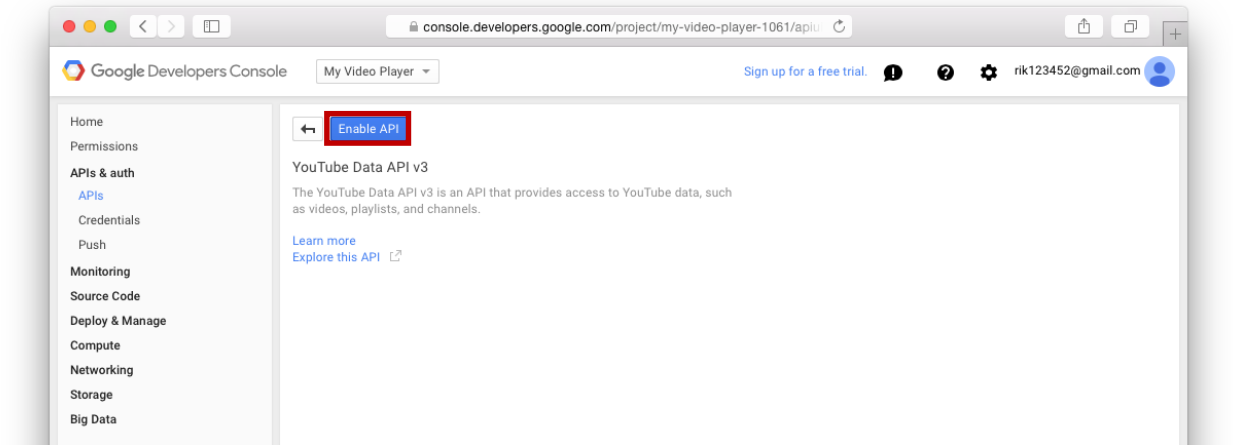 console.developers.google.com/project/my-video-player-1061/apiu
Google Developers Console
My Video Player
Sign up for a free trial.
rik123452@gmail.com
Home
Permissions
APIs & auth
APIs
Credentials
Push
Monitoring
Source Code
Deploy & Manage
Compute
Networking
Storage
Big Data
Enable API
YouTube Data API v3
The YouTube Data API v3 is an API that provides access to YouTube data, such
as videos, playlists, and channels.
Learn more
Explore this API